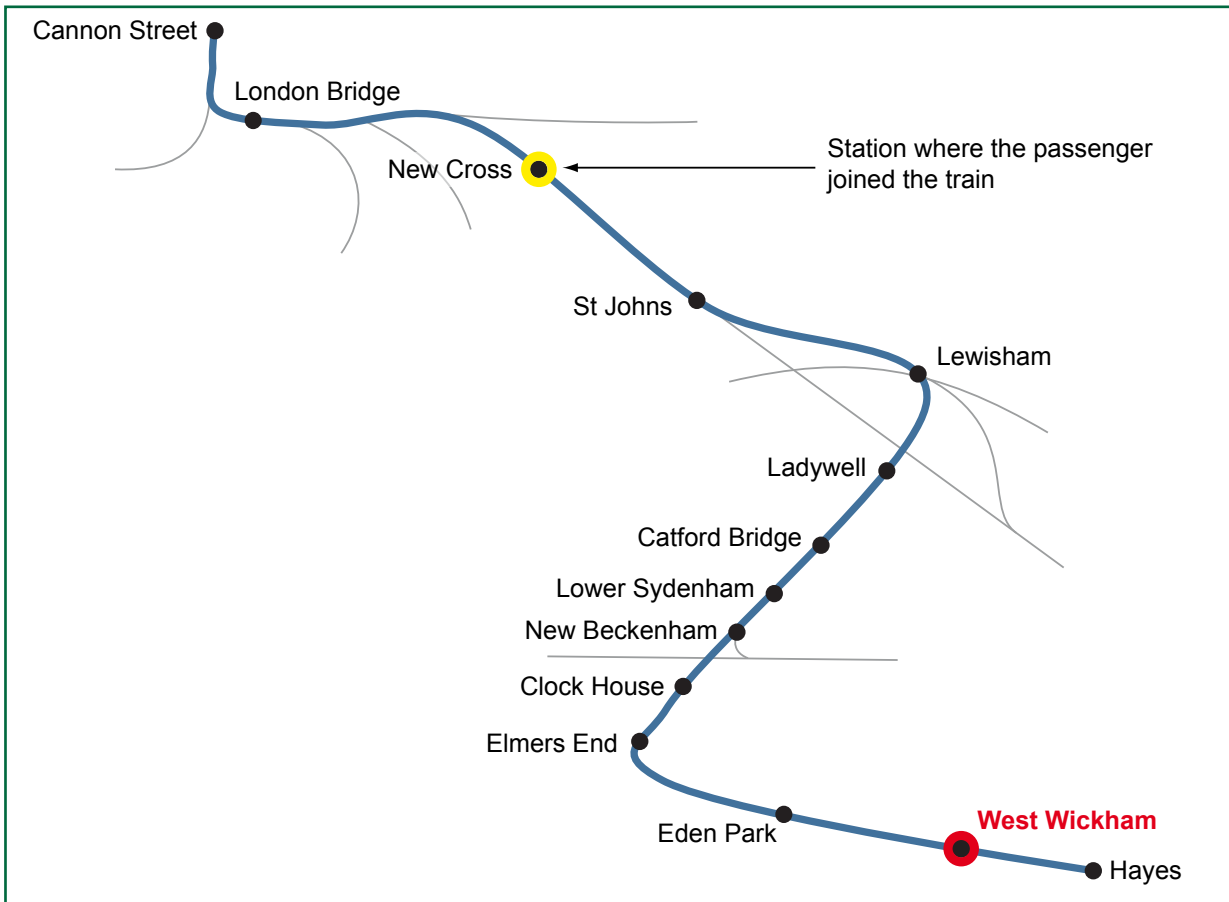 Cannon Street
London Bridge
New Cross
Station where the passenger
joined the train
St Johns
Lewisham
Ladywell
Catford Bridge
Lower Sydenham
New Beckenham
Clock House
Elmers End
Eden Park
West Wickham
Hayes